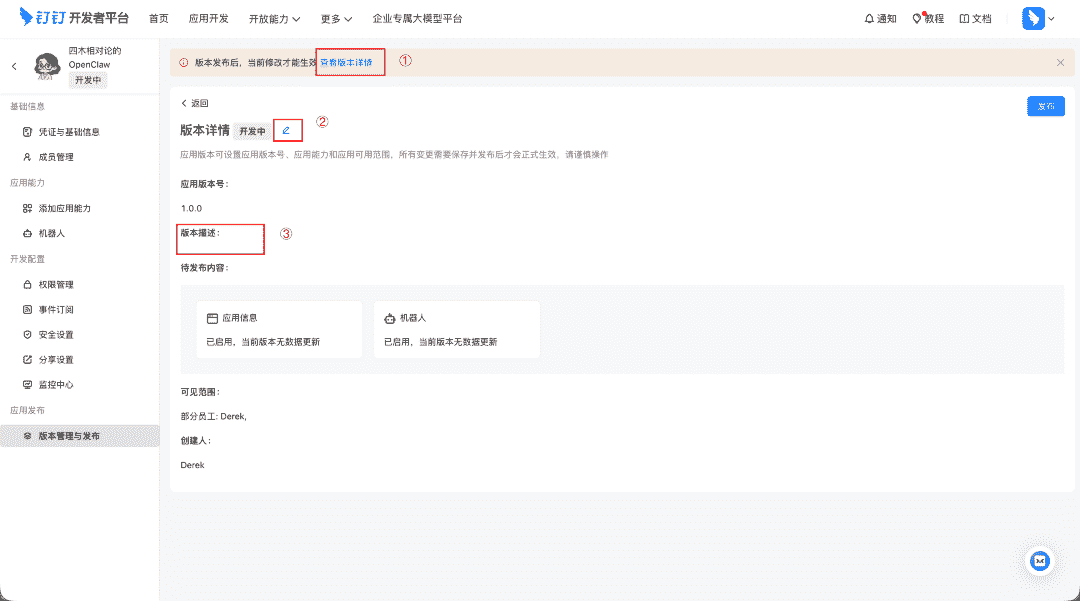 钉钉 开发者平台 首页 应用开发 开放能力 更多 企业专属大模型平台 通知 教程 文档
四木相对论的
OpenClaw
开发中
基础信息
凭证与基础信息
成员管理
应用能力
添加应用能力
机器人
开发配置
权限管理
事件订阅
安全设置
分享设置
监控中心
应用发布
版本管理与发布
版本发布后，当前修改才能生效 查看版本详情 ①
返回
发布
版本详情 开发中 ②
应用版本可设置应用版本号、应用能力和应用可用范围，所有变更需要保存并发布后才会正式生效，请谨慎操作
应用版本号：
1.0.0
版本描述： ③
待发布内容：
应用信息
已启用，当前版本无数据更新
机器人
已启用，当前版本无数据更新
可见范围：
部分员工: Derek,
创建人：
Derek